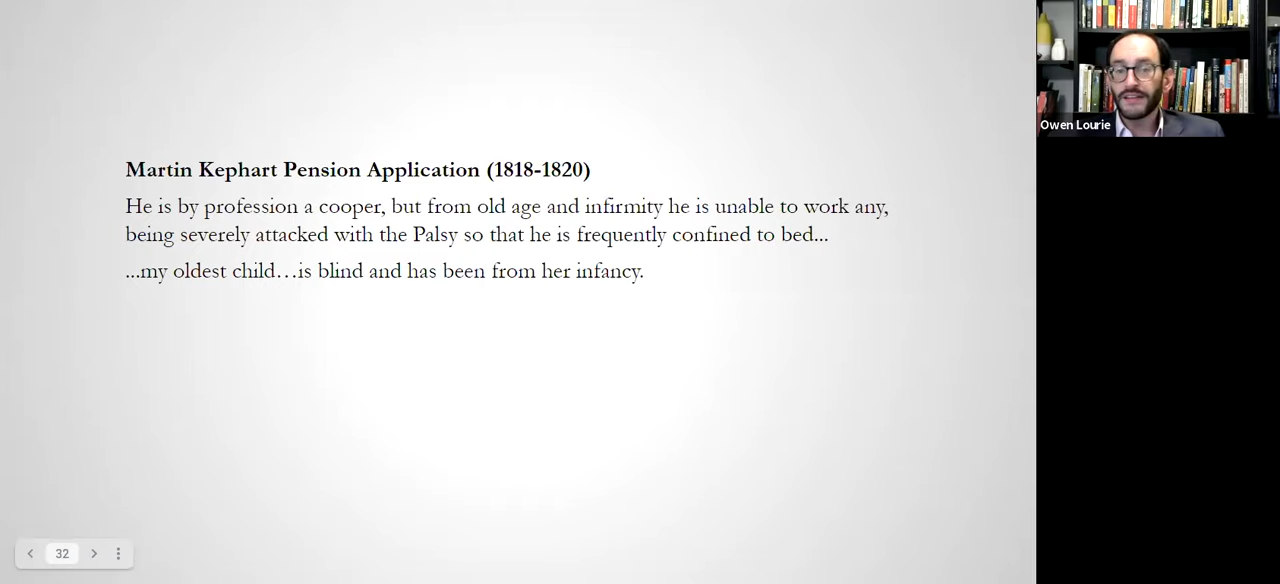 Martin Kephart Pension Application (1818-1820)
He is by profession a cooper, but from old age and infirmity he is unable to work any,
being severely attacked with the Palsy so that he is frequently confined to bed...
...my oldest child…is blind and has been from her infancy.
32
Owen Lourie